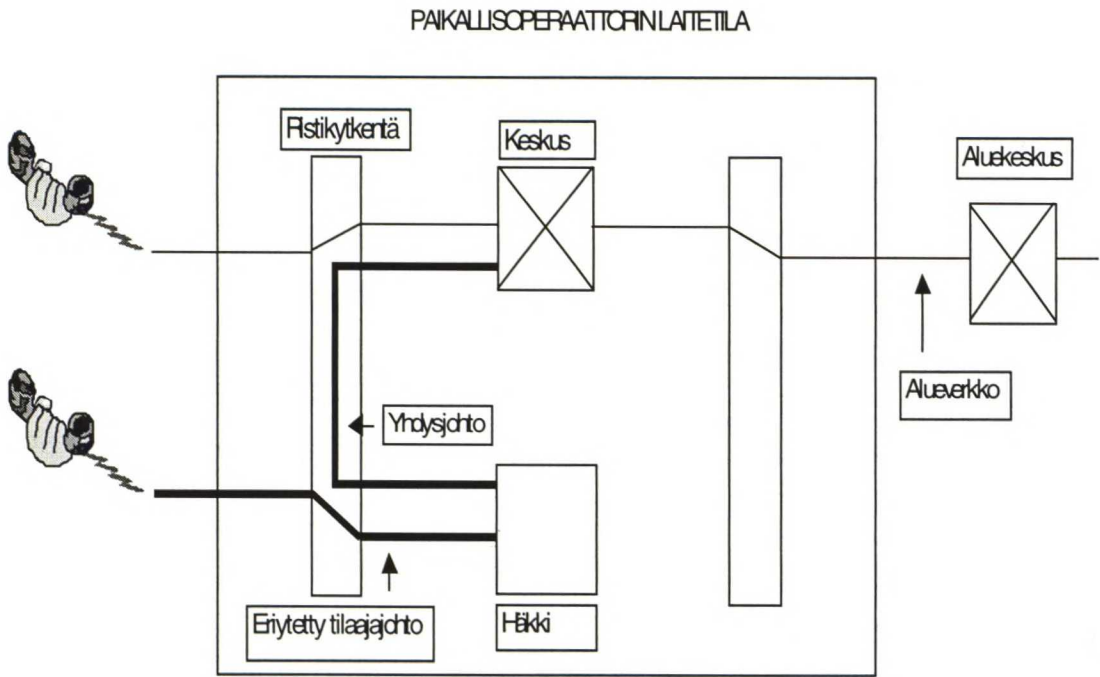 PAIKALLISOPERAATTORIN LAITETILA
Ristikytkentä
Keskus
Aluekeskus
Alueverkko
Yhdysjohto
Eriytetty tilaajajohto
Häkki